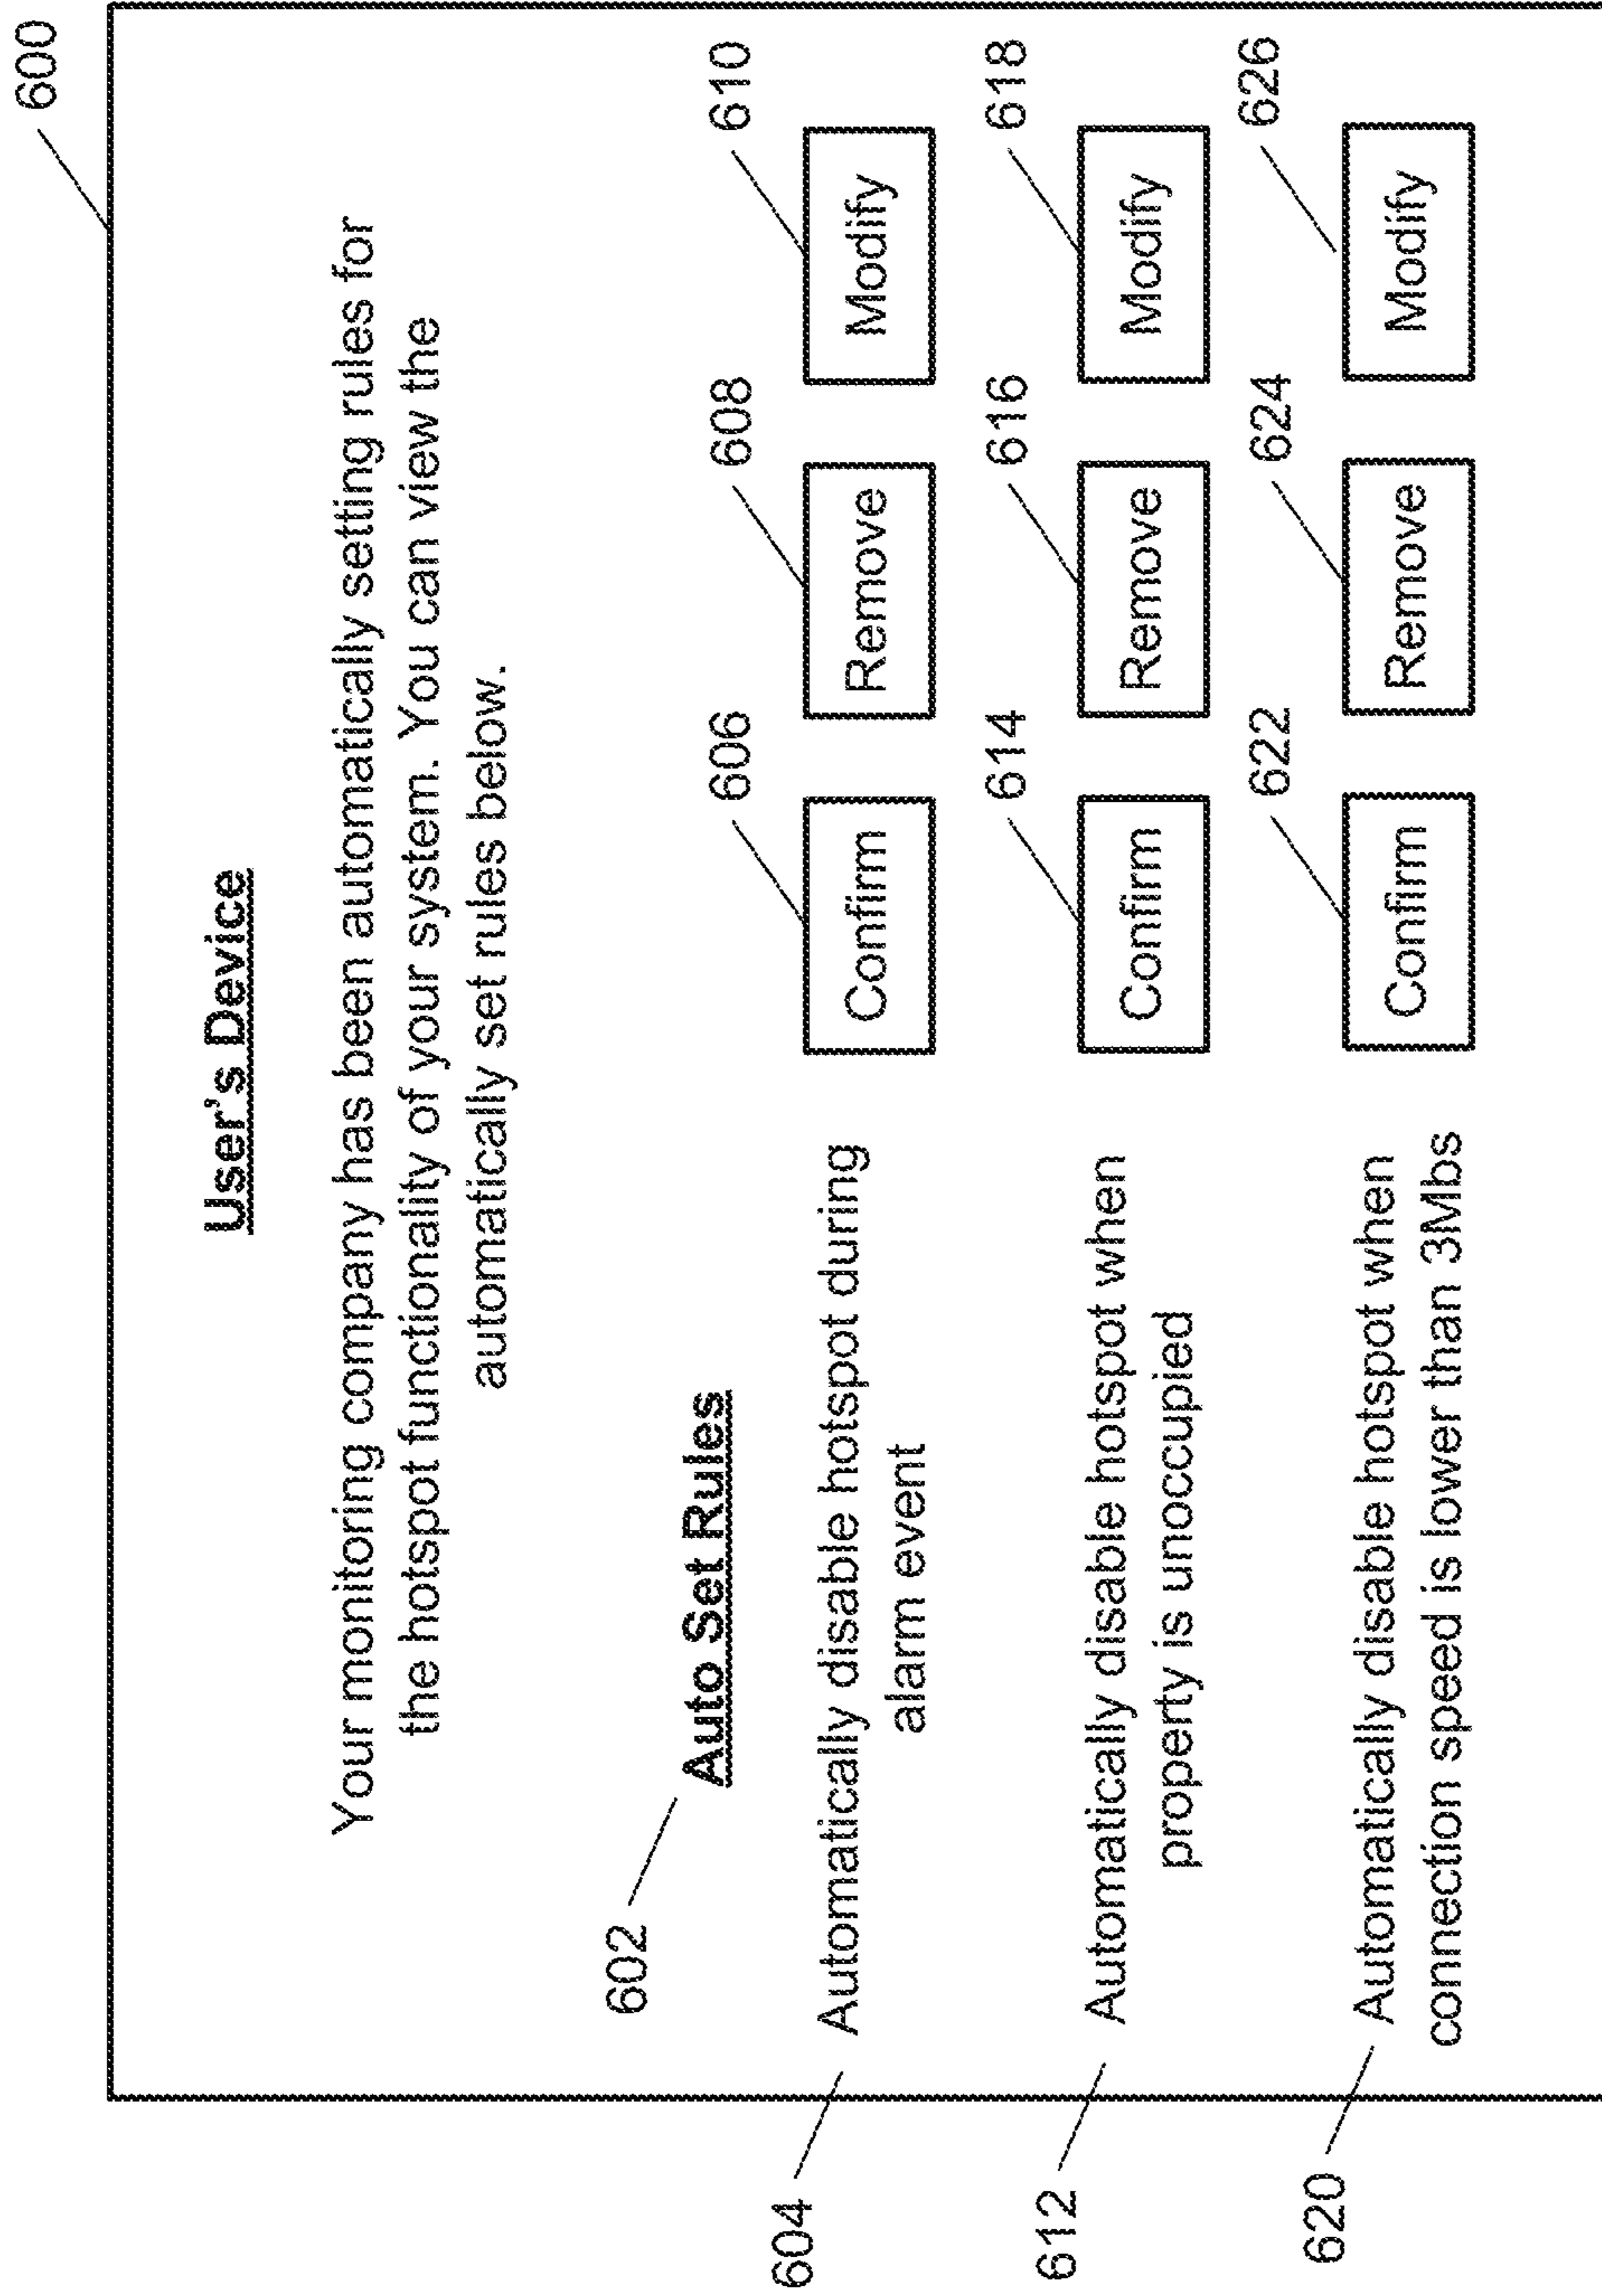 600
User's Device
Your monitoring company has been automatically setting rules for
the hotspot functionality of your system. You can view the
automatically set rules below.
602
Auto Set Rules
606
608
610
604
Automatically disable hotspot during
alarm event
Confirm
Remove
Modify
614
616
618
612
Automatically disable hotspot when
property is unoccupied
Confirm
Remove
Modify
622
624
626
620
Automatically disable hotspot when
connection speed is lower than 3Mbs
Confirm
Remove
Modify